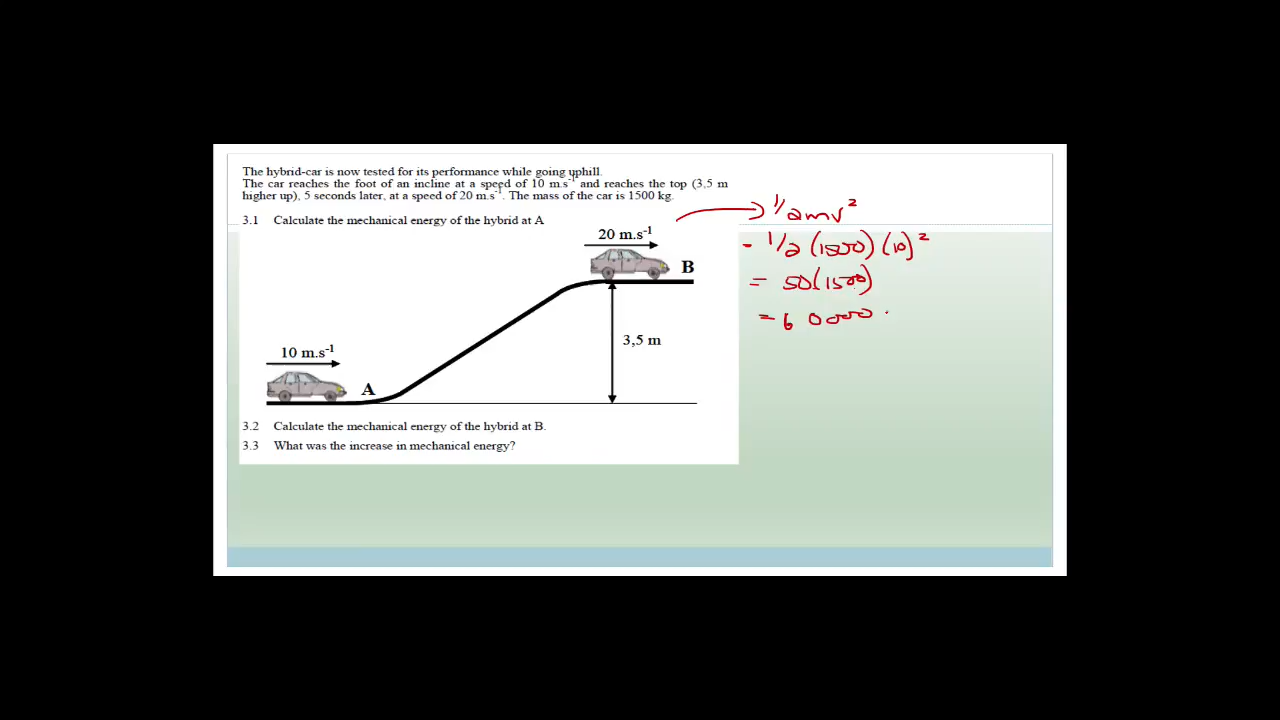 The hybrid-car is now tested for its performance while going uphill.
The car reaches the foot of an incline at a speed of 10 m.s⁻¹ and reaches the top (3,5 m
higher up), 5 seconds later, at a speed of 20 m.s⁻¹. The mass of the car is 1500 kg.
3.1 Calculate the mechanical energy of the hybrid at A
1/2mv²
20 m.s⁻¹
= 1/2 (1500) (10)²
B
= 50(1500)
= 60000
3,5 m
10 m.s⁻¹
A
3.2 Calculate the mechanical energy of the hybrid at B.
3.3 What was the increase in mechanical energy?